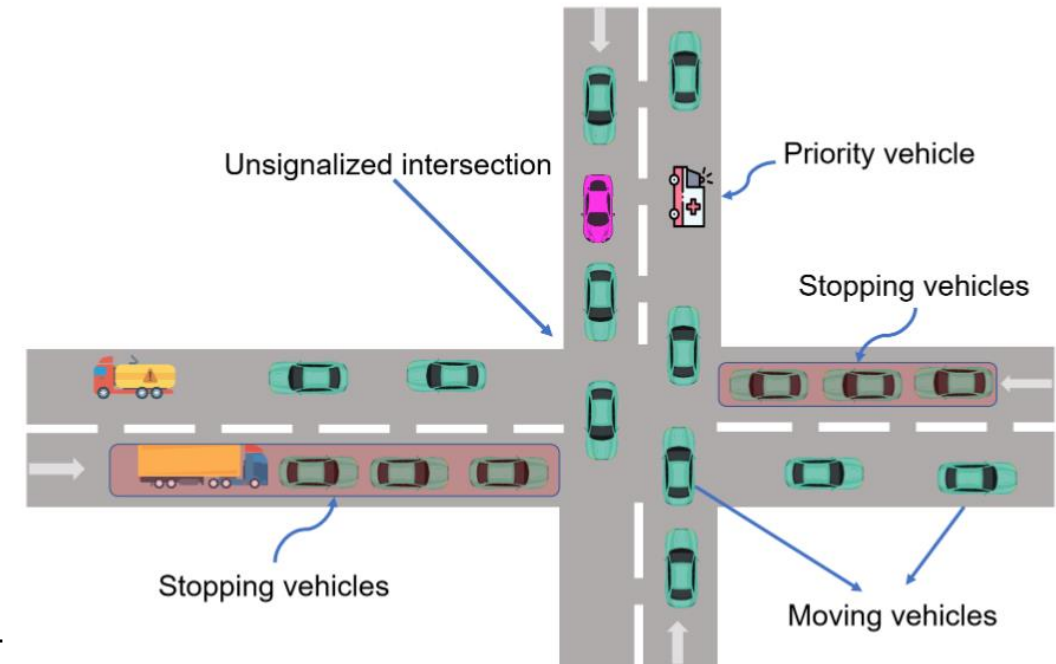 Unsignalized intersection
Priority vehicle
Stopping vehicles
Stopping vehicles
Moving vehicles